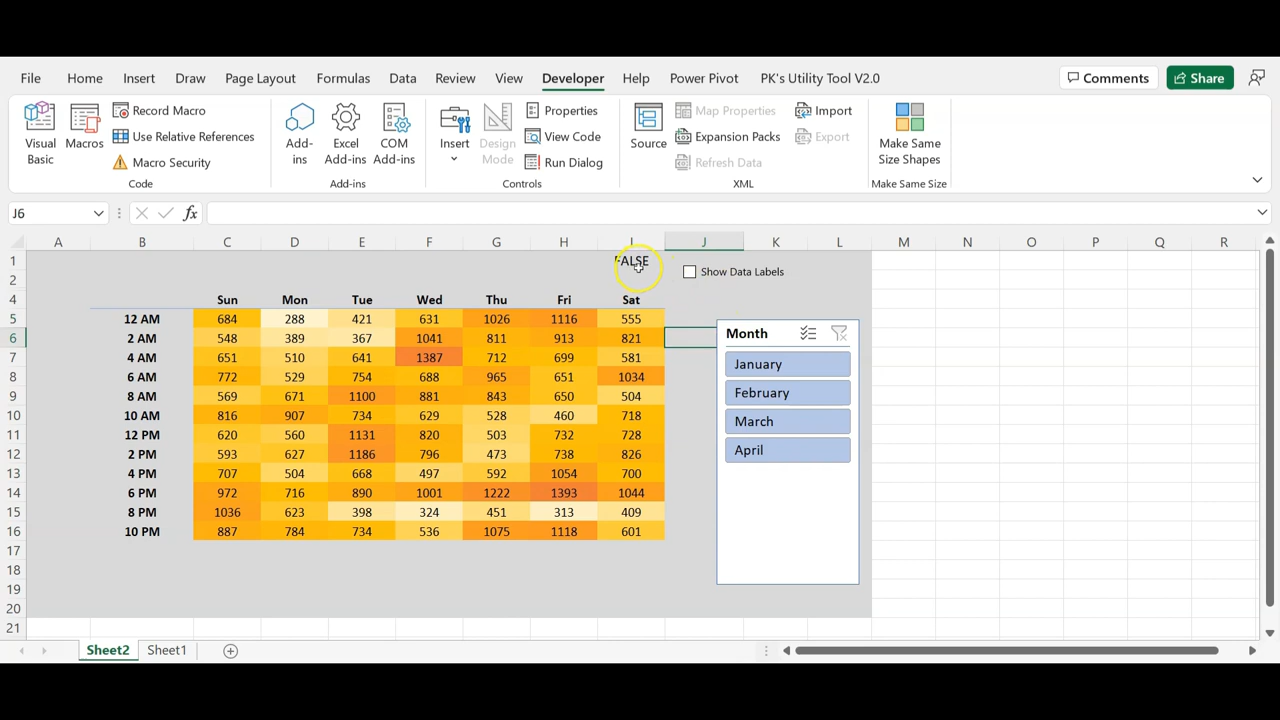 File Home Insert Draw Page Layout Formulas Data Review View Developer Help Power Pivot PK's Utility Tool V2.0 Comments Share
Visual Basic
Macros
Record Macro
Use Relative References
Macro Security
Code
Add-ins
Excel Add-ins
COM Add-ins
Add-ins
Insert
Design Mode
Properties
View Code
Run Dialog
Controls
Source
Map Properties
Expansion Packs
Refresh Data
Import
Export
XML
Make Same Size Shapes
Make Same Size
J6 fx
A B C D E F G H I J K L M N O P Q R
1 FALSE
Show Data Labels
2
4 Sun Mon Tue Wed Thu Fri Sat
5 12 AM 684 288 421 631 1026 1116 555
6 2 AM 548 389 367 1041 811 913 821
7 4 AM 651 510 641 1387 712 699 581
8 6 AM 772 529 754 688 965 651 1034
9 8 AM 569 671 1100 881 843 650 504
10 10 AM 816 907 734 629 528 460 718
11 12 PM 620 560 1131 820 503 732 728
12 2 PM 593 627 1186 796 473 738 826
13 4 PM 707 504 668 497 592 1054 700
14 6 PM 972 716 890 1001 1222 1393 1044
15 8 PM 1036 623 398 324 451 313 409
16 10 PM 887 784 734 536 1075 1118 601
17
18
19
20
21
Month
January
February
March
April
Sheet2 Sheet1